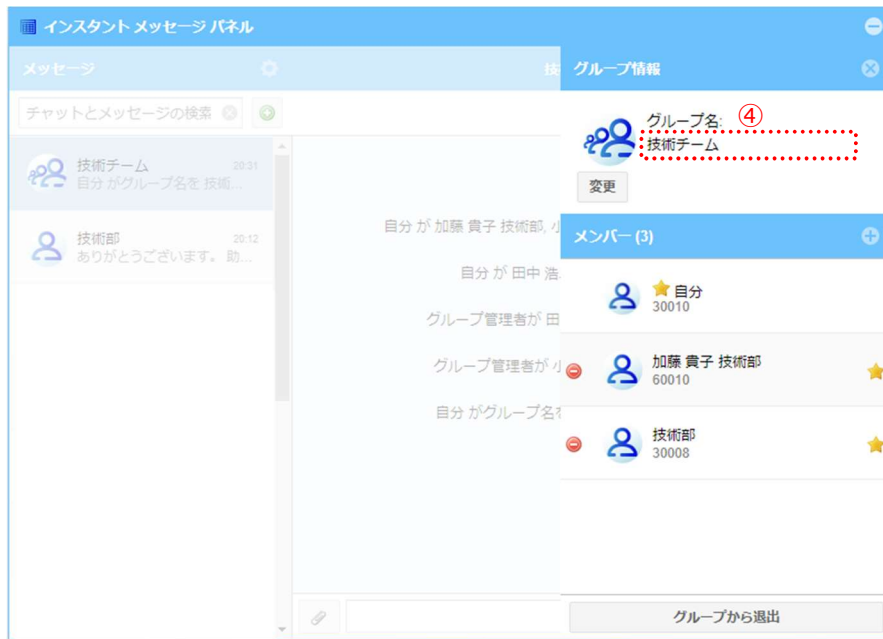 インスタント メッセージ パネル
メッセージ
技
チャットとメッセージの検索
技術チーム 20:31
自分 がグループ名を 技術...
技術部 20:12
ありがとうございます。 助...
自分 が 加藤 貴子 技術部, 小
自分 が 田中 浩
グループ管理者が 田
グループ管理者が 小
自分 がグループ名を
グループ情報
グループ名: ④
技術チーム
変更
メンバー (3)
自分
30010
加藤 貴子 技術部
60010
技術部
30008
グループから退出